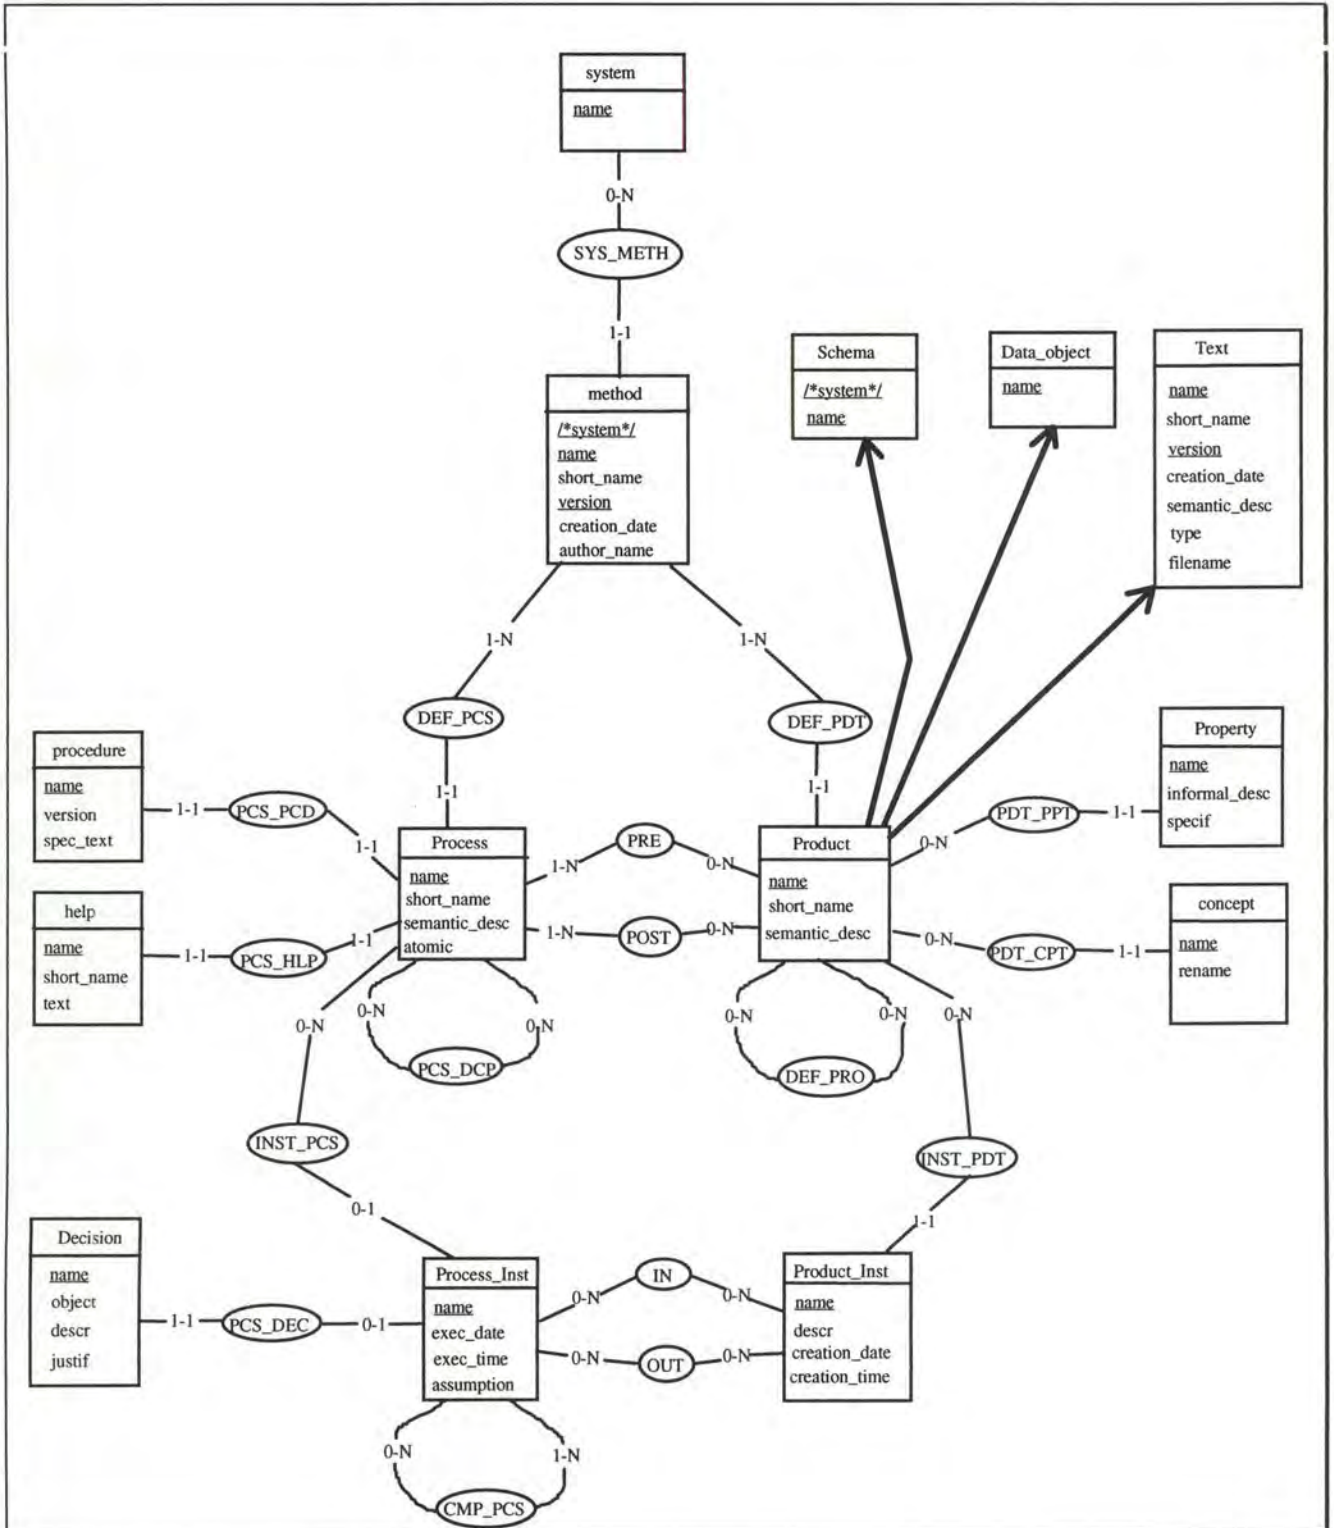 system
name
0-N
SYS_METH
1-1
method
/*system*/
name
short_name
version
creation_date
author_name
Schema
/*system*/
name
Data_object
name
Text
name
short_name
version
creation_date
semantic_desc
type
filename
1-N
1-N
DEF_PCS
DEF_PDT
1-1
1-1
procedure
name
version
spec_text
1-1
PCS_PCD
1-1
help
name
short_name
text
1-1
PCS_HLP
1-1
Process
name
short_name
semantic_desc
atomic
1-N
PRE
0-N
1-N
POST
0-N
Product
name
short_name
semantic_desc
0-N
PDT_PPT
1-1
Property
name
informal_desc
specif
0-N
PDT_CPT
1-1
concept
name
rename
0-N
0-N
0-N
PCS_DCP
0-N
0-N
0-N
DEF_PRO
INST_PCS
0-1
INST_PDT
1-1
Decision
name
object
descr
justif
1-1
PCS_DEC
0-1
Process_Inst
name
exec_date
exec_time
assumption
0-N
IN
0-N
0-N
OUT
0-N
Product_Inst
name
descr
creation_date
creation_time
0-N
1-N
CMP_PCS